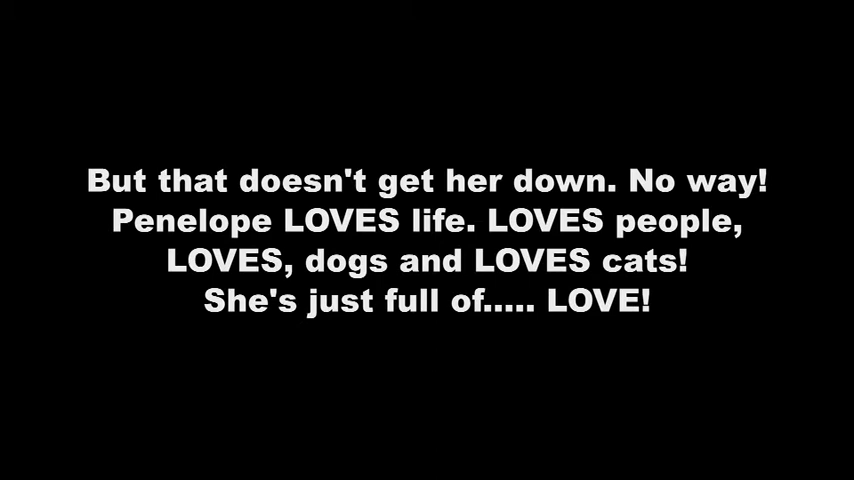 But that doesn't get her down. No way!
Penelope LOVES life. LOVES people,
LOVES, dogs and LOVES cats!
She's just full of..... LOVE!